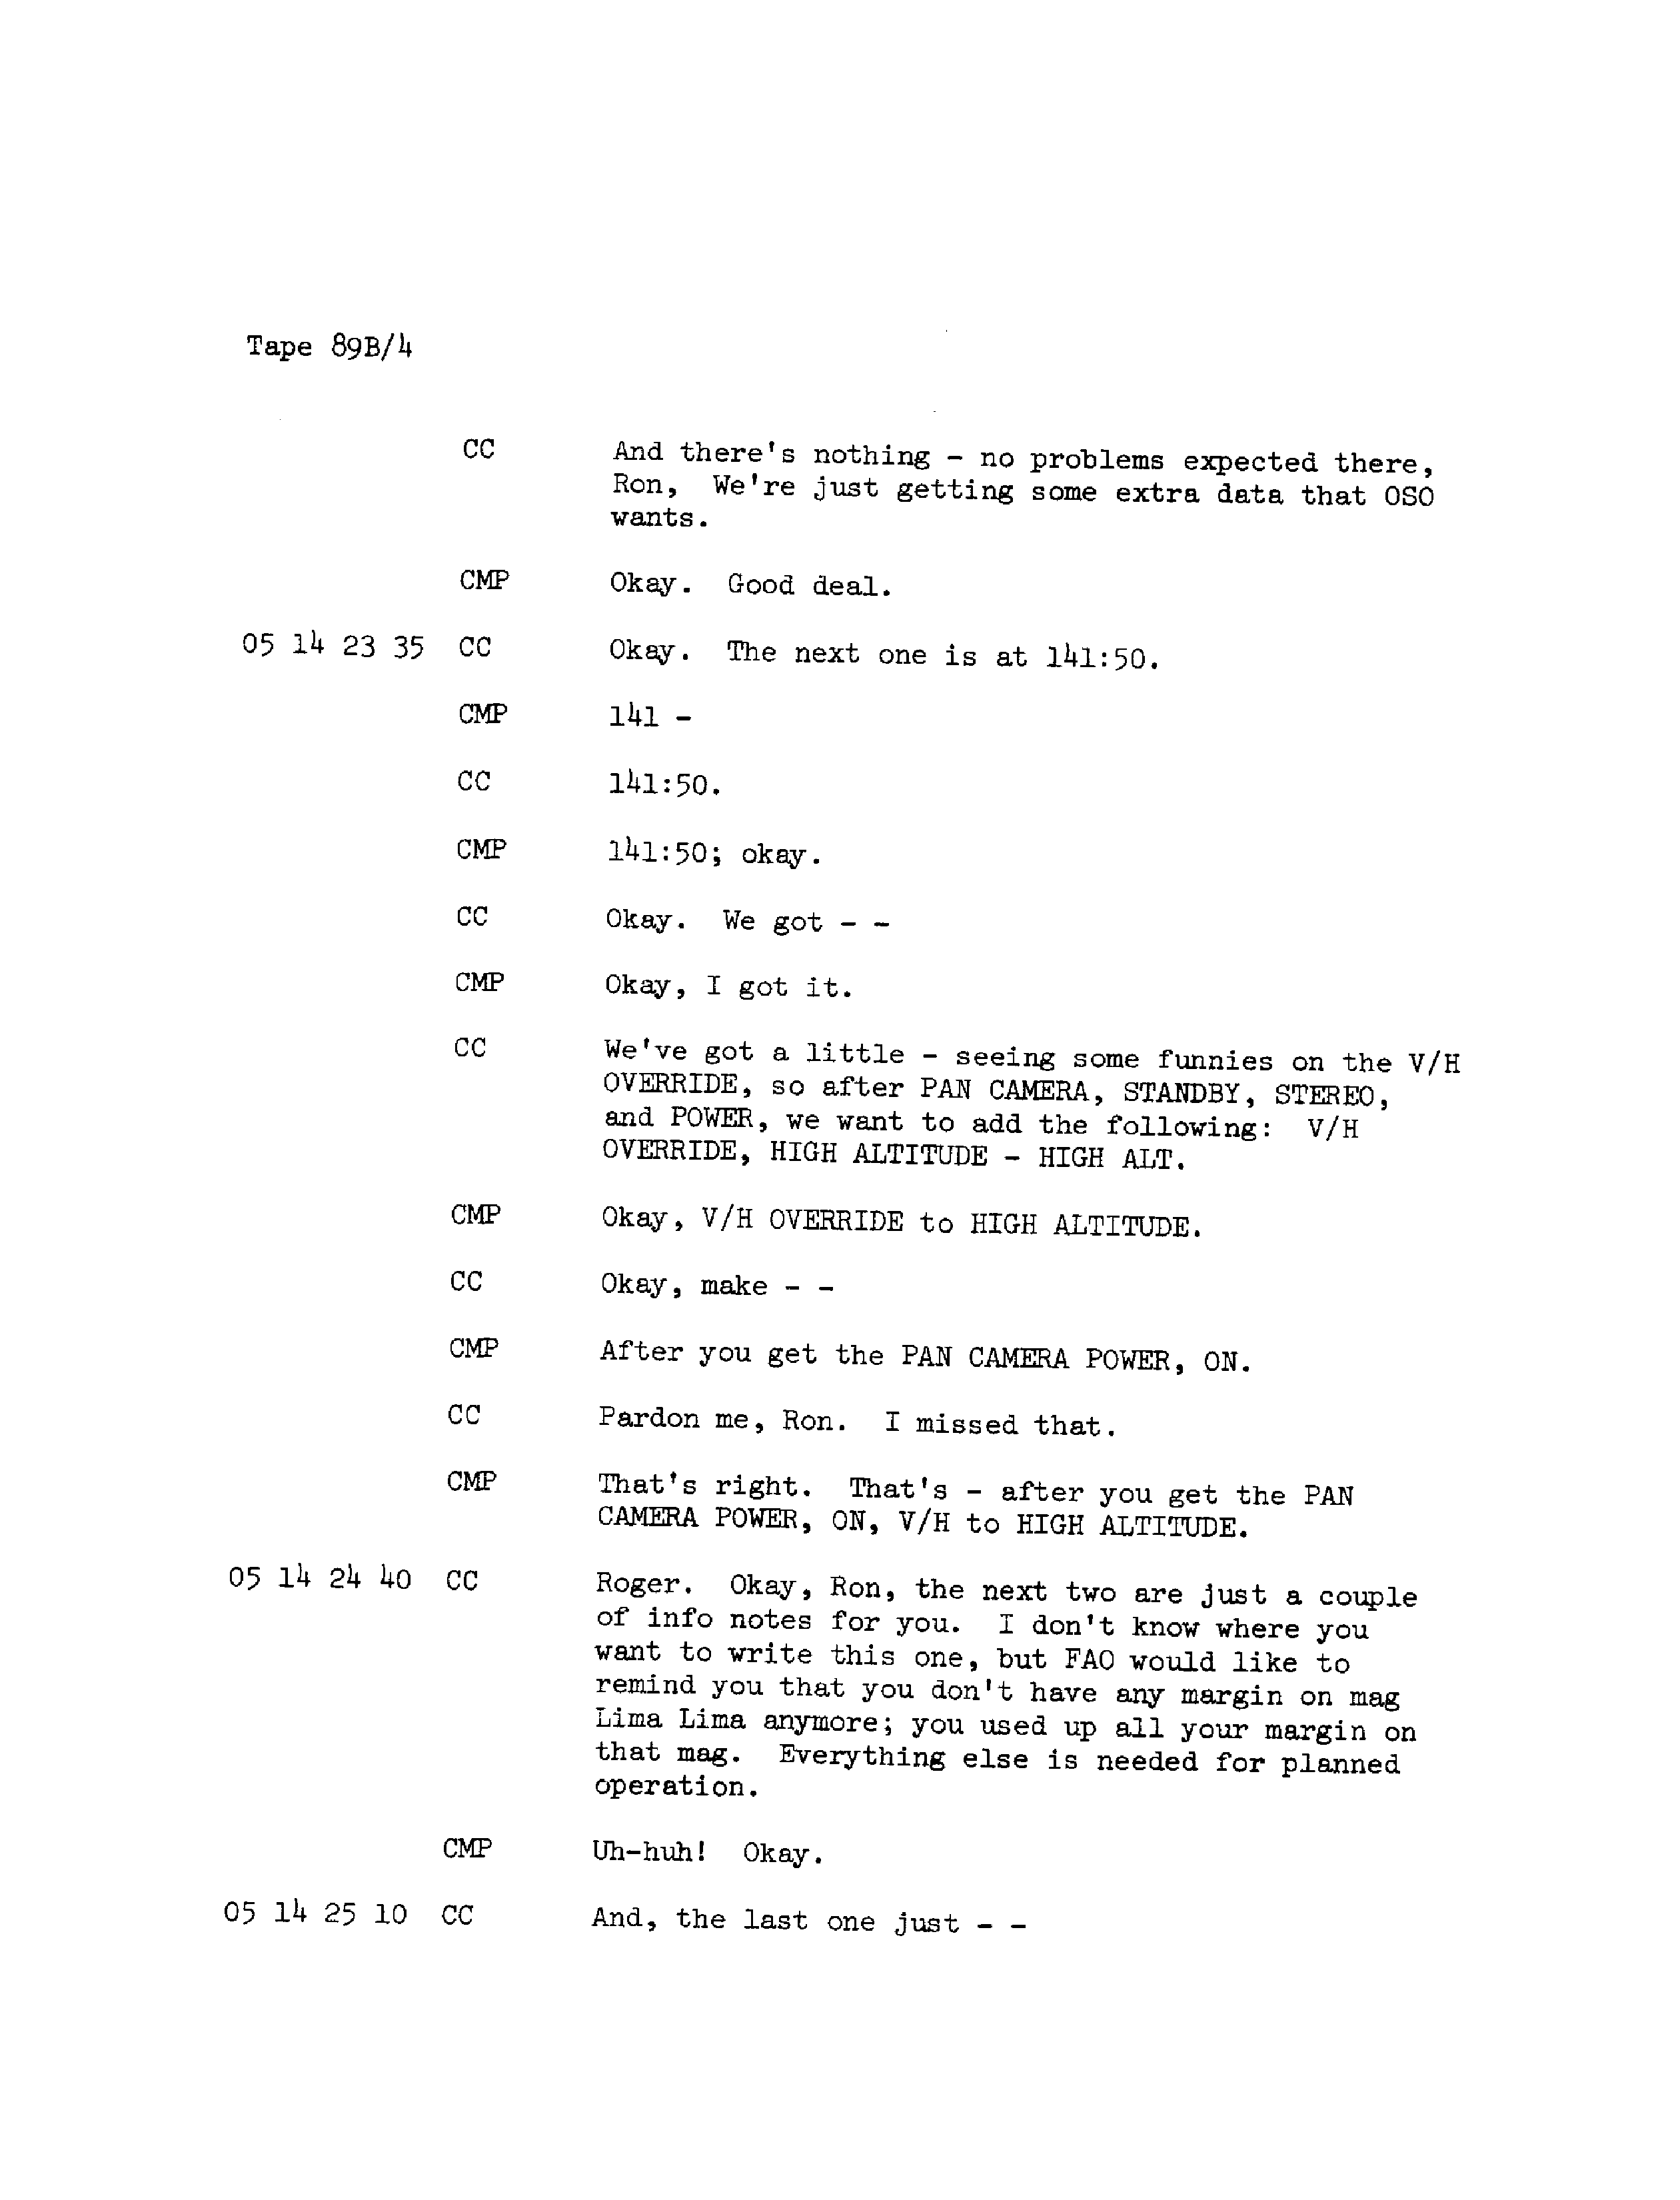 Tape 89B/4
CC And there's nothing - no problems expected there,
Ron, We're just getting some extra data that OSO
wants.
CMP Okay. Good deal.
05 14 23 35 CC Okay. The next one is at 141:50.
CMP 141 -
CC 141:50.
CMP 141:50; okay.
CC Okay. We got - -
CMP Okay, I got it.
CC We've got a little - seeing some funnies on the V/H
OVERRIDE, so after PAN CAMERA, STANDBY, STEREO,
and POWER, we want to add the following: V/H
OVERRIDE, HIGH ALTITUDE - HIGH ALT.
CMP Okay, V/H OVERRIDE to HIGH ALTITUDE.
CC Okay, make - -
CMP After you get the PAN CAMERA POWER, ON.
CC Pardon me, Ron. I missed that.
CMP That's right. That's - after you get the PAN
CAMERA POWER, ON, V/H to HIGH ALTITUDE.
05 14 24 40 CC Roger. Okay, Ron, the next two are just a couple
of info notes for you. I don't know where you
want to write this one, but FAO would like to
remind you that you don't have any margin on mag
Lima Lima anymore; you used up all your margin on
that mag. Everything else is needed for planned
operation.
CMP Uh-huh! Okay.
05 14 25 10 CC And, the last one just - -